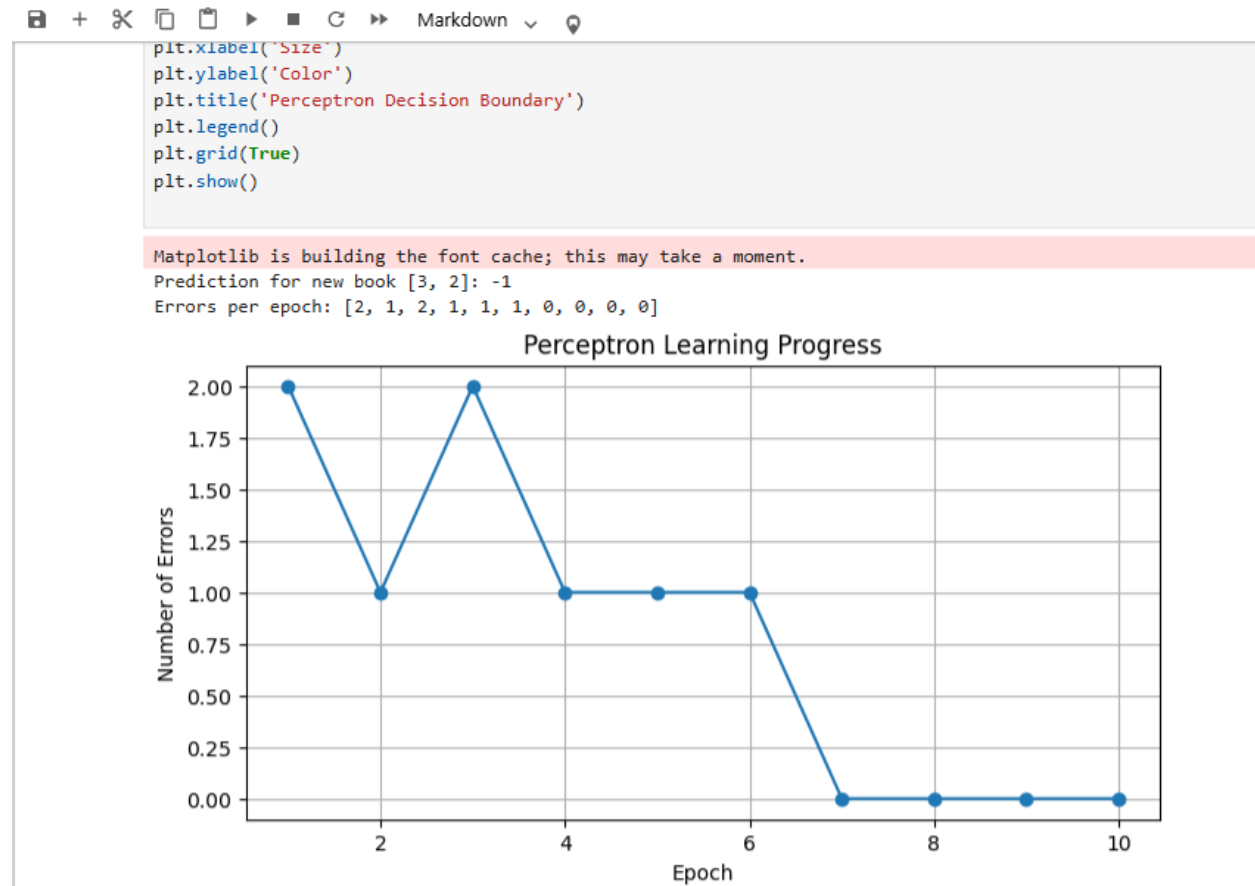 Markdown
plt.xlabel('Size')
plt.ylabel('Color')
plt.title('Perceptron Decision Boundary')
plt.legend()
plt.grid(True)
plt.show()
Matplotlib is building the font cache; this may take a moment.
Prediction for new book [3, 2]: -1
Errors per epoch: [2, 1, 2, 1, 1, 1, 0, 0, 0, 0]
Perceptron Learning Progress
2.00
1.75
1.50
1.25
1.00
0.75
0.50
0.25
0.00
Number of Errors
2 4 6 8 10
Epoch